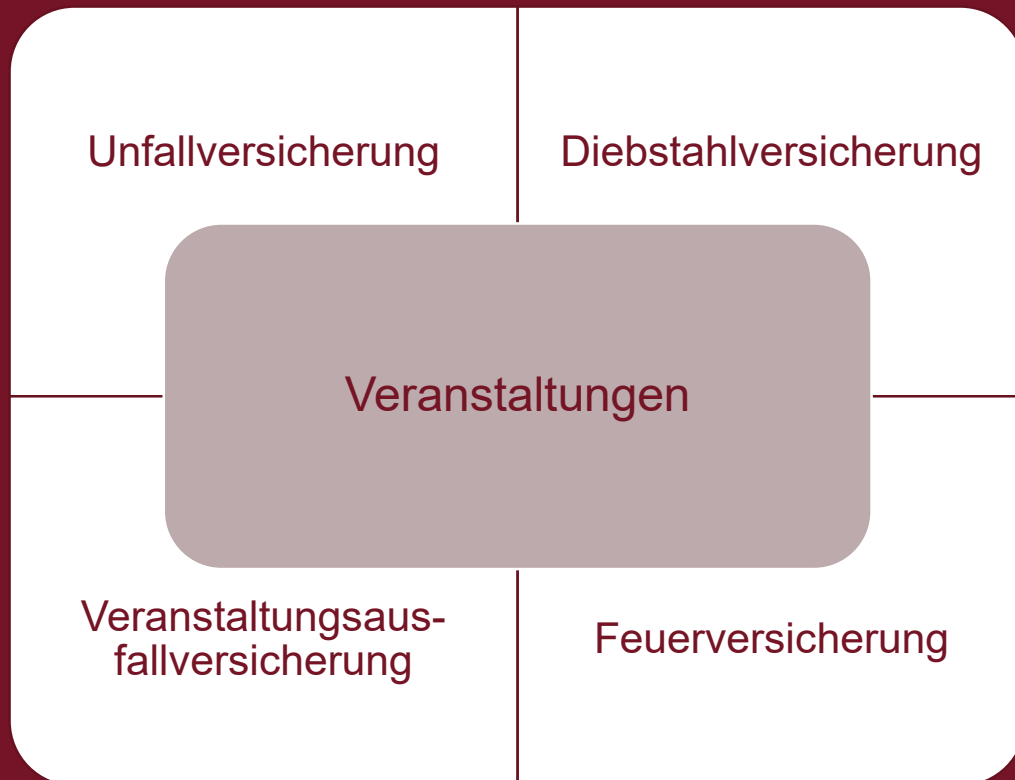 Unfallversicherung
Diebstahlversicherung
Veranstaltungen
Veranstaltungsaus-
fallversicherung
Feuerversicherung